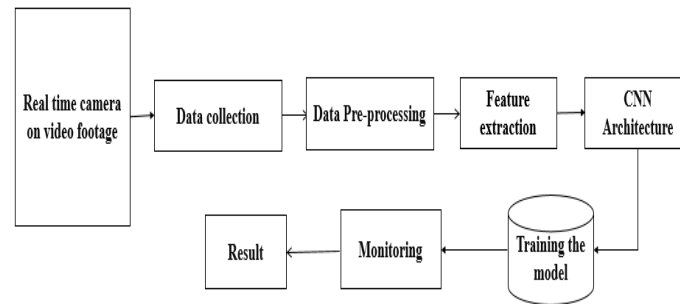 Real time camera
on video footage
Data collection
Data Pre-processing
Feature
extraction
CNN
Architecture
Training the
model
Monitoring
Result